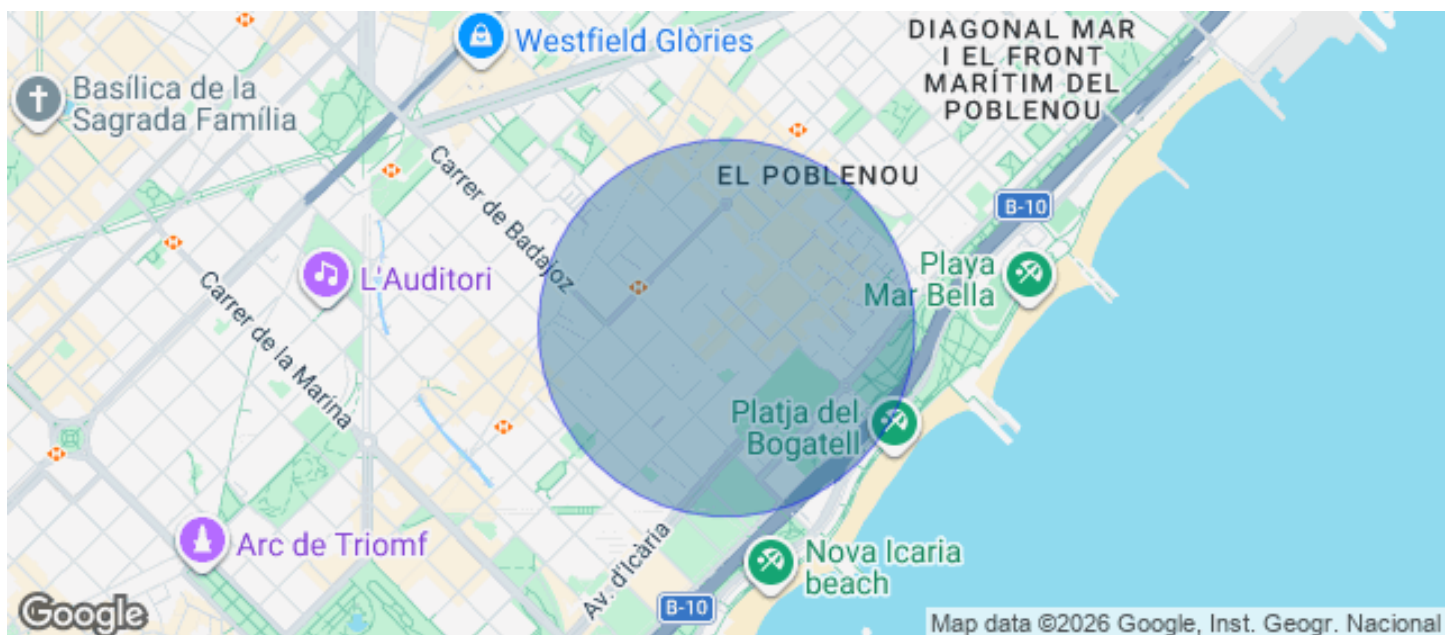 DIAGONAL MAR
I EL FRONT
MARÍTIM DEL
POBLENOU
Westfield Glòries
Basílica de la
Sagrada Família
Carrer de Badajoz
EL POBLENOU
B-10
L'Auditori
Playa
Mar Bella
Carrer de la Marina
Platja del
Bogatell
Arc de Triomf
Av. d'Icària
Nova Icaria
beach
B-10
Google
Map data ©2026 Google, Inst. Geogr. Nacional